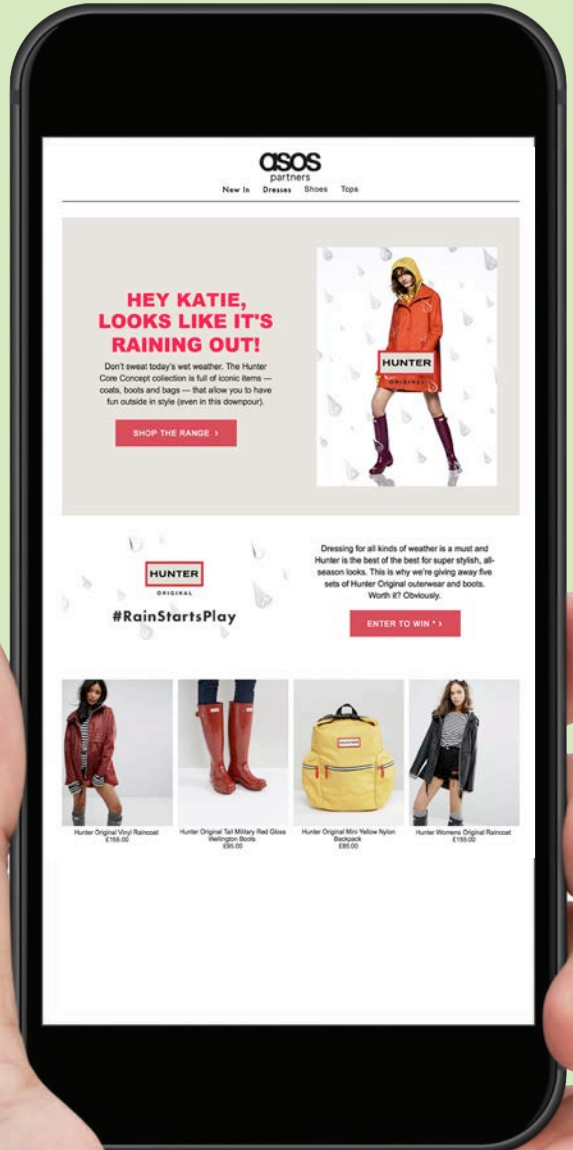 asos
partners
New In Dresses Shoes Tops
HEY KATIE,
LOOKS LIKE IT'S
RAINING OUT!
Don't sweat today's wet weather. The Hunter
Core Concept collection is full of iconic items —
coats, boots and bags — that allow you to have
fun outside in style (even in this downpour).
SHOP THE RANGE ›
HUNTER
ORIGINAL
HUNTER
ORIGINAL
#RainStartsPlay
Dressing for all kinds of weather is a must and
Hunter is the best of the best for super stylish, all-
season looks. This is why we're giving away five
sets of Hunter Original outerwear and boots.
Worth it? Obviously.
ENTER TO WIN * ›
HUNTER
Hunter Original Vinyl Raincoat
£155.00
Hunter Original Tall Military Red Gloss
Wellington Boots
£95.00
Hunter Original Mini Yellow Nylon
Backpack
£85.00
Hunter Womens Original Raincoat
£155.00